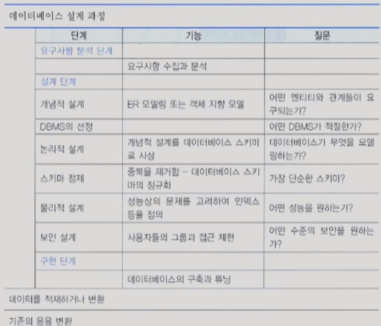 데이터베이스 설계 과정
단계 기능 질문
요구사항 분석 단계
요구사항 수집과 분석
설계 단계
개념적 설계 ER 모델링 또는 객체 지향 모델 어떤 엔티티와 관계들이 요
구되는가?
DBMS의 선정 어떤 DBMS가 적절한가?
논리적 설계 개념적 설계를 데이터베이스 스키마 데이터베이스가 무엇을 모델
로 사상 링하는가?
스키마 정제 중복을 제거함 - 데이터베이스 스키 가장 단순한 스키마?
마의 정규화
물리적 설계 성능상의 문제를 고려하여 인덱스 어떤 성능을 원하는가?
등을 정의
보안 설계 사용자들의 그룹과 접근 제한 어떤 수준의 보안을 원하는
가?
구현 단계
데이터베이스의 구축과 튜닝
데이터를 적재하거나 변환
기존의 응용 변환